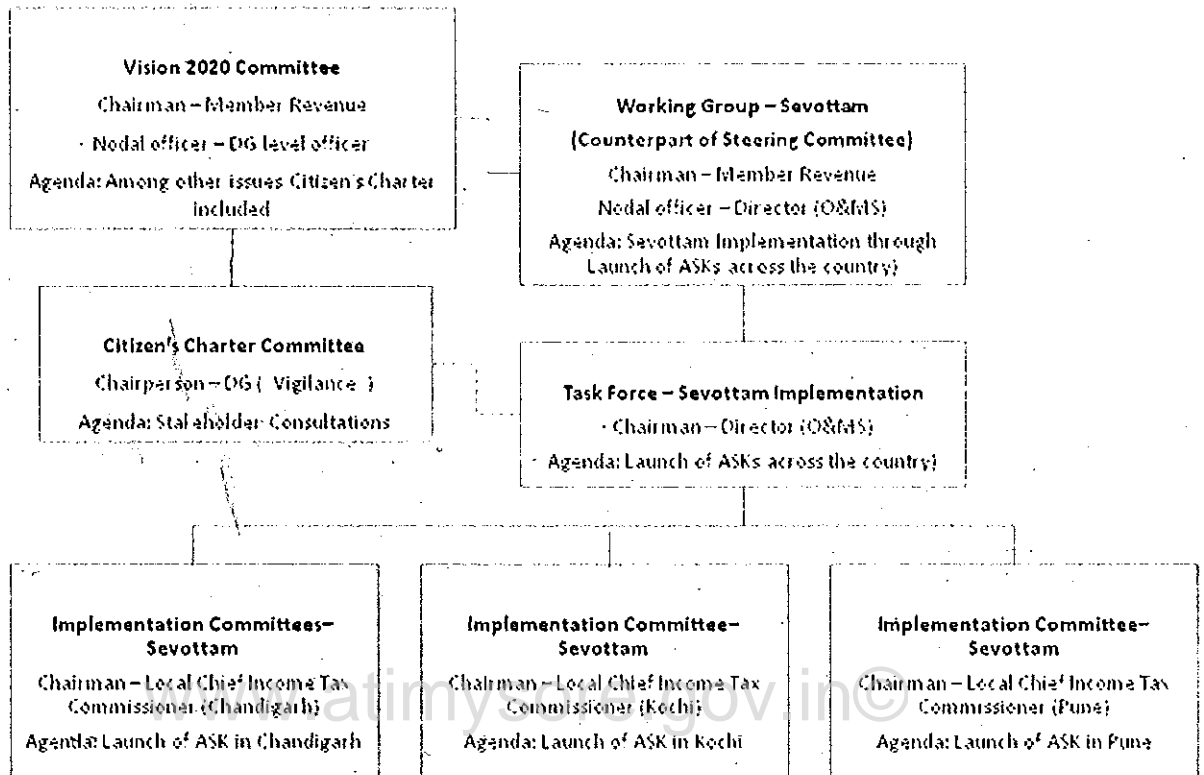 Vision 2020 Committee
Chairman – Member Revenue
· Nodal officer – DG level officer
Agenda: Among other issues Citizen's Charter
included
Working Group – Sevottam
(Counterpart of Steering Committee)
Chairman – Member Revenue
Nodal officer – Director (O&MS)
Agenda: Sevottam Implementation through
Launch of ASKs across the country)
Citizen's Charter Committee
Chairperson – DG ( Vigilance )
Agenda: Stakeholder Consultations
Task Force – Sevottam Implementation
· Chairman – Director (O&MS)
· Agenda: Launch of ASKs across the country)
Implementation Committees–
Sevottam
Chairman – Local Chief Income Tax
Commissioner (Chandigarh)
Agenda: Launch of ASK in Chandigarh
Implementation Committee–
Sevottam
Chairman – Local Chief Income Tax
Commissioner (Kochi)
Agenda: Launch of ASK in Kochi
Implementation Committee–
Sevottam
Chairman – Local Chief Income Tax
Commissioner (Pune)
Agenda: Launch of ASK in Pune
www.atimysore.gov.in©